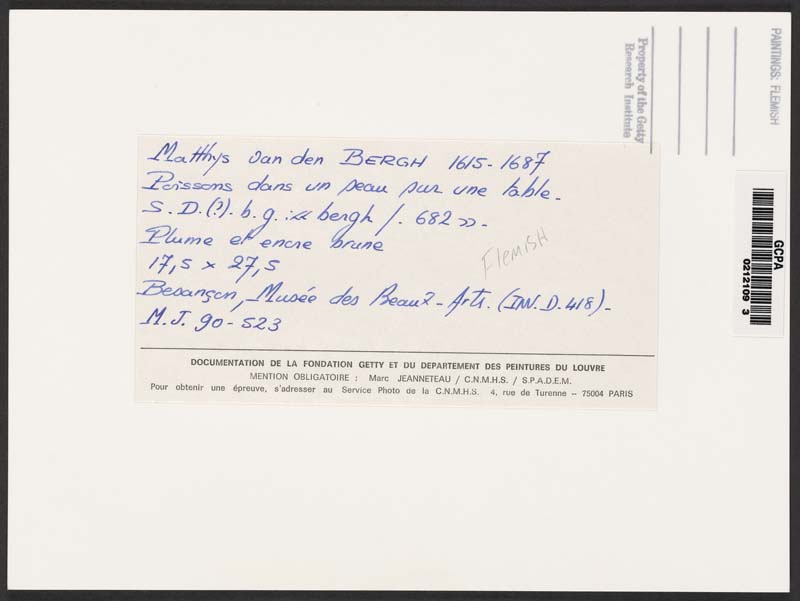 Matthys van den BERGH 1615-1687
Poissons dans un seau sur une table.
S.D.(?). b.g. :« bergh /. 682 ».
Plume et encre brune
17,5 x 27,5
Besançon, Musée des Beaux-Arts. (INV.D.418).
M.J. 90-523
Flemish
DOCUMENTATION DE LA FONDATION GETTY ET DU DEPARTEMENT DES PEINTURES DU LOUVRE
MENTION OBLIGATOIRE : Marc JEANNETEAU / C.N.M.H.S. / S.P.A.D.E.M.
Pour obtenir une épreuve, s'adresser au Service Photo de la C.N.M.H.S. 4, rue de Turenne -- 75004 PARIS
Property of the Getty
Research Institute
PAINTINGS: FLEMISH
GCPA
0212109 3